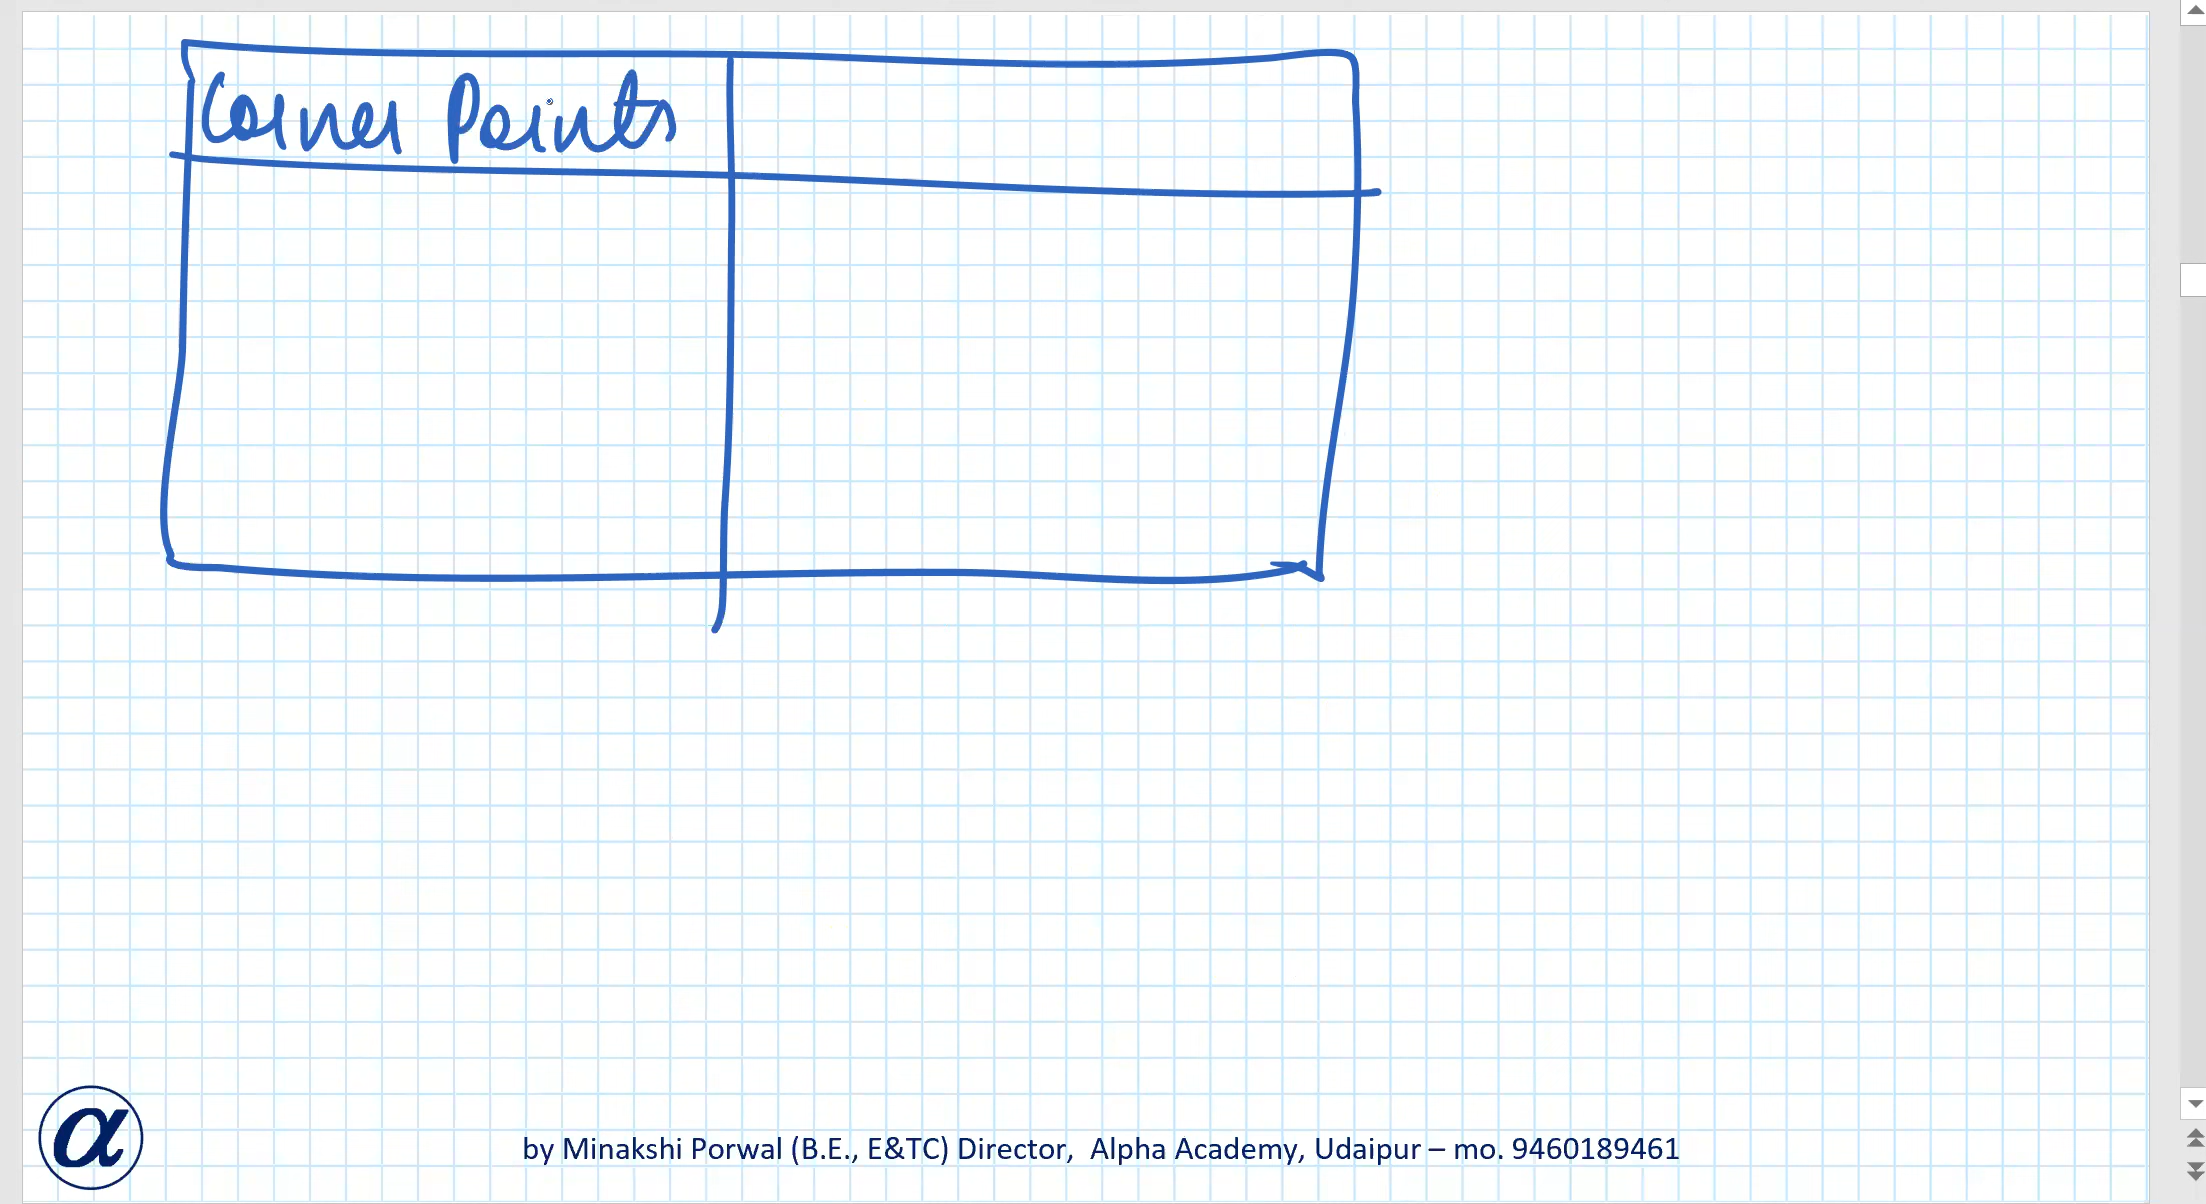 Corner Points
α
by Minakshi Porwal (B.E., E&TC) Director, Alpha Academy, Udaipur – mo. 9460189461